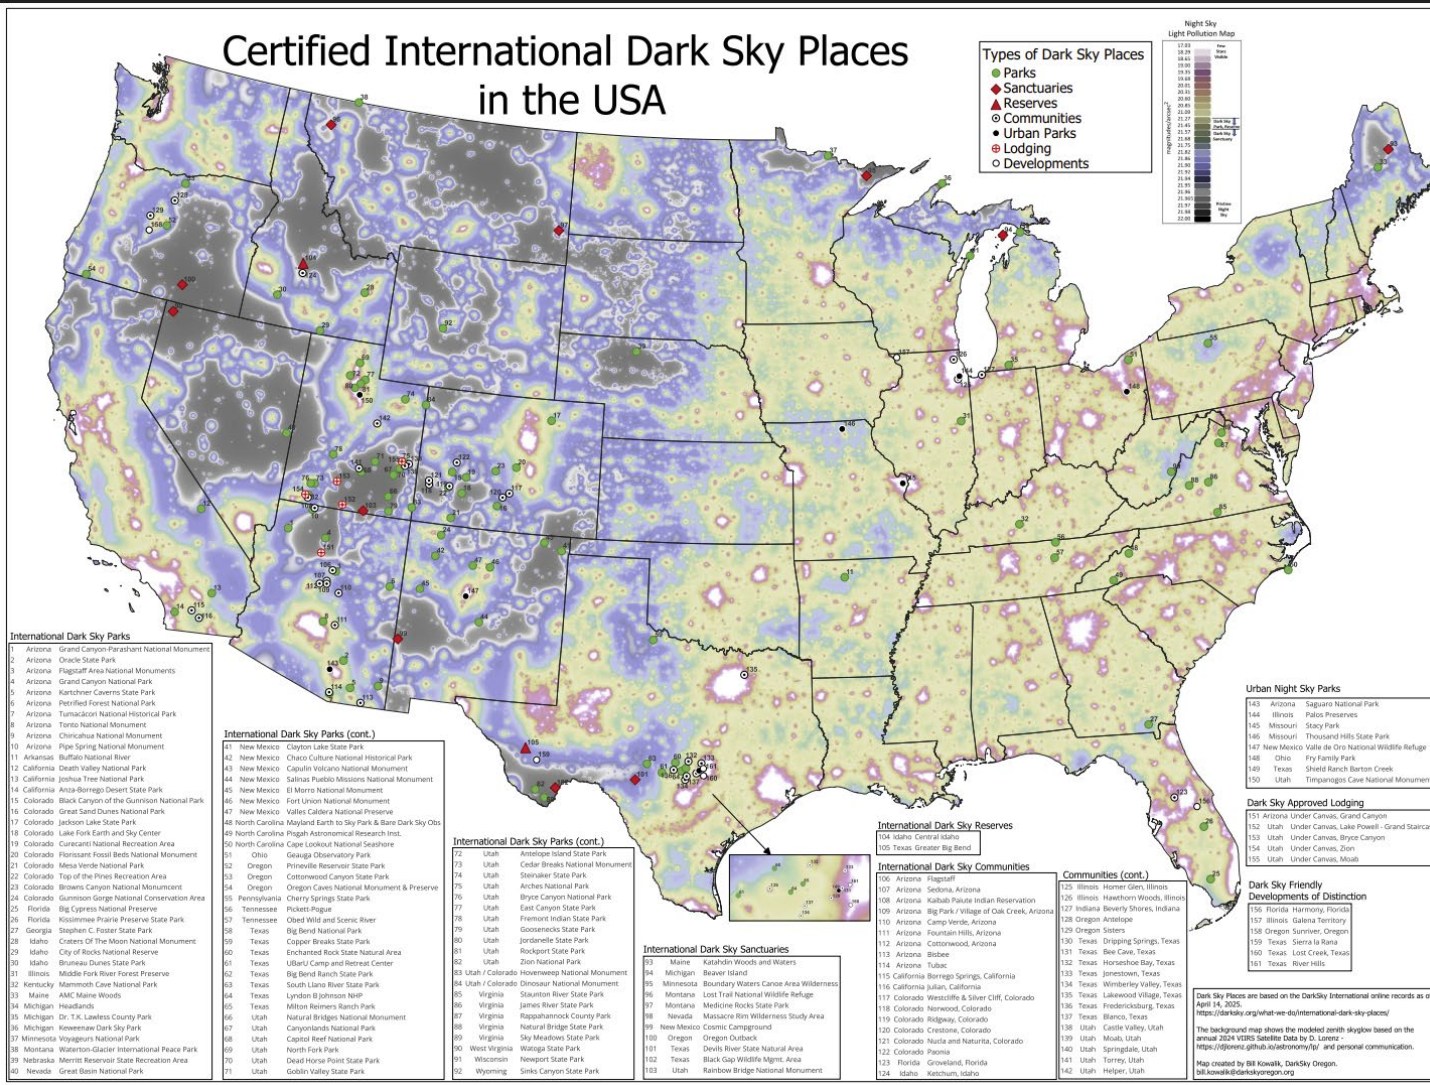 Certified International Dark Sky Places
in the USA
Types of Dark Sky Places
Parks
Sanctuaries
Reserves
Communities
Urban Parks
Lodging
Developments
Night Sky
Light Pollution Map
International Dark Sky Parks
1 Arizona Grand Canyon-Parashant National Monument
2 Arizona Oracle State Park
3 Arizona Flagstaff Area National Monuments
4 Arizona Grand Canyon National Park
5 Arizona Kartchner Caverns State Park
6 Arizona Petrified Forest National Park
7 Arizona Tumacácori National Historical Park
8 Arizona Tonto National Monument
9 Arizona Chiricahua National Monument
10 Arizona Pipe Spring National Monument
11 Arkansas Buffalo National River
12 California Death Valley National Park
13 California Joshua Tree National Park
14 California Anza-Borrego Desert State Park
15 Colorado Black Canyon of the Gunnison National Park
16 Colorado Great Sand Dunes National Park
17 Colorado Jackson Lake State Park
18 Colorado Lake Fork Earth and Sky Center
19 Colorado Curecanti National Recreation Area
20 Colorado Florissant Fossil Beds National Monument
21 Colorado Mesa Verde National Park
22 Colorado Top of the Pines Recreation Area
23 Colorado Browns Canyon National Monumcent
24 Colorado Gunnison Gorge National Conservation Area
25 Florida Big Cypress National Preserve
26 Florida Kissimmee Prairie Preserve State Park
27 Georgia Stephen C. Foster State Park
28 Idaho Craters Of The Moon National Monument
29 Idaho City of Rocks National Reserve
30 Idaho Bruneau Dunes State Park
31 Illinois Middle Fork River Forest Preserve
32 Kentucky Mammoth Cave National Park
33 Maine AMC Maine Woods
34 Michigan Headlands
35 Michigan Dr. T.K. Lawless County Park
36 Michigan Keweenaw Dark Sky Park
37 Minnesota Voyageurs National Park
38 Montana Waterton-Glacier International Peace Park
39 Nebraska Merritt Reservoir State Recreation Area
40 Nevada Great Basin National Park
International Dark Sky Parks (cont.)
41 New Mexico Clayton Lake State Park
42 New Mexico Chaco Culture National Historical Park
43 New Mexico Capulin Volcano National Monument
44 New Mexico Salinas Pueblo Missions National Monument
45 New Mexico El Morro National Monument
46 New Mexico Fort Union National Monument
47 New Mexico Valles Caldera National Preserve
48 North Carolina Mayland Earth to Sky Park & Bare Dark Sky Obs
49 North Carolina Pisgah Astronomical Research Inst.
50 North Carolina Cape Lookout National Seashore
51 Ohio Geauga Observatory Park
52 Oregon Prineville Reservoir State Park
53 Oregon Cottonwood Canyon State Park
54 Oregon Oregon Caves National Monument & Preserve
55 Pennsylvania Cherry Springs State Park
56 Tennessee Pickett-Pogue
57 Tennessee Obed Wild and Scenic River
58 Texas Big Bend National Park
59 Texas Copper Breaks State Park
60 Texas Enchanted Rock State Natural Area
61 Texas UBarU Camp and Retreat Center
62 Texas Big Bend Ranch State Park
63 Texas South Llano River State Park
64 Texas Lyndon B Johnson NHP
65 Texas Milton Reimers Ranch Park
66 Utah Natural Bridges National Monument
67 Utah Canyonlands National Park
68 Utah Capitol Reef National Park
69 Utah North Fork Park
70 Utah Dead Horse Point State Park
71 Utah Goblin Valley State Park
International Dark Sky Parks (cont.)
72 Utah Antelope Island State Park
73 Utah Cedar Breaks National Monument
74 Utah Steinaker State Park
75 Utah Arches National Park
76 Utah Bryce Canyon National Park
77 Utah East Canyon State Park
78 Utah Fremont Indian State Park
79 Utah Goosenecks State Park
80 Utah Jordanelle State Park
81 Utah Rockport State Park
82 Utah Zion National Park
83 Utah / Colorado Hovenweep National Monument
84 Utah / Colorado Dinosaur National Monument
85 Virginia Staunton River State Park
86 Virginia James River State Park
87 Virginia Rappahannock County Park
88 Virginia Natural Bridge State Park
89 Virginia Sky Meadows State Park
90 West Virginia Watoga State Park
91 Wisconsin Newport State Park
92 Wyoming Sinks Canyon State Park
International Dark Sky Sanctuaries
93 Maine Katahdin Woods and Waters
94 Michigan Beaver Island
95 Minnesota Boundary Waters Canoe Area Wilderness
96 Montana Lost Trail National Wildlife Refuge
97 Montana Medicine Rocks State Park
98 Nevada Massacre Rim Wilderness Study Area
99 New Mexico Cosmic Campground
100 Oregon Oregon Outback
101 Texas Devils River State Natural Area
102 Texas Black Gap Wildlife Mgmt. Area
103 Utah Rainbow Bridge National Monument
International Dark Sky Reserves
104 Idaho Central Idaho
105 Texas Greater Big Bend
International Dark Sky Communities
106 Arizona Flagstaff
107 Arizona Sedona, Arizona
108 Arizona Kaibab Paiute Indian Reservation
109 Arizona Big Park / Village of Oak Creek, Arizona
110 Arizona Camp Verde, Arizona
111 Arizona Fountain Hills, Arizona
112 Arizona Cottonwood, Arizona
113 Arizona Bisbee
114 Arizona Tubac
115 California Borrego Springs, California
116 California Julian, California
117 Colorado Westcliffe & Silver Cliff, Colorado
118 Colorado Norwood, Colorado
119 Colorado Ridgway, Colorado
120 Colorado Crestone, Colorado
121 Colorado Nucla and Naturita, Colorado
122 Colorado Paonia
123 Florida Groveland, Florida
124 Idaho Ketchum, Idaho
Communities (cont.)
125 Illinois Homer Glen, Illinois
126 Illinois Hawthorn Woods, Illinois
127 Indiana Beverly Shores, Indiana
128 Oregon Antelope
129 Oregon Sisters
130 Texas Dripping Springs, Texas
131 Texas Bee Cave, Texas
132 Texas Horseshoe Bay, Texas
133 Texas Jonestown, Texas
134 Texas Wimberley Valley, Texas
135 Texas Lakewood Village, Texas
136 Texas Fredericksburg, Texas
137 Texas Blanco, Texas
138 Utah Castle Valley, Utah
139 Utah Moab, Utah
140 Utah Springdale, Utah
141 Utah Torrey, Utah
142 Utah Helper, Utah
Urban Night Sky Parks
143 Arizona Saguaro National Park
144 Illinois Palos Preserves
145 Missouri Stacy Park
146 Missouri Thousand Hills State Park
147 New Mexico Valle de Oro National Wildlife Refuge
148 Ohio Fry Family Park
149 Texas Shield Ranch Barton Creek
150 Utah Timpanogos Cave National Monument
Dark Sky Approved Lodging
151 Arizona Under Canvas, Grand Canyon
152 Utah Under Canvas, Lake Powell - Grand Staircas
153 Utah Under Canvas, Bryce Canyon
154 Utah Under Canvas, Zion
155 Utah Under Canvas, Moab
Dark Sky Friendly
Developments of Distinction
156 Florida Harmony, Florida
157 Illinois Galena Territory
158 Oregon Sunriver, Oregon
159 Texas Sierra la Rana
160 Texas Lost Creek, Texas
161 Texas River Hills
Dark Sky Places are based on the DarkSky International online records as of
April 14, 2025.
https://darksky.org/what-we-do/international-dark-sky-places/
The background map shows the modeled zenith skyglow based on the
annual 2024 VIIRS Satellite Data by D. Lorenz -
https://djlorenz.github.io/astronomy/lp/ and personal communication.
Map created by Bill Kowalik, DarkSky Oregon.
bill.kowalik@darkskyoregon.org